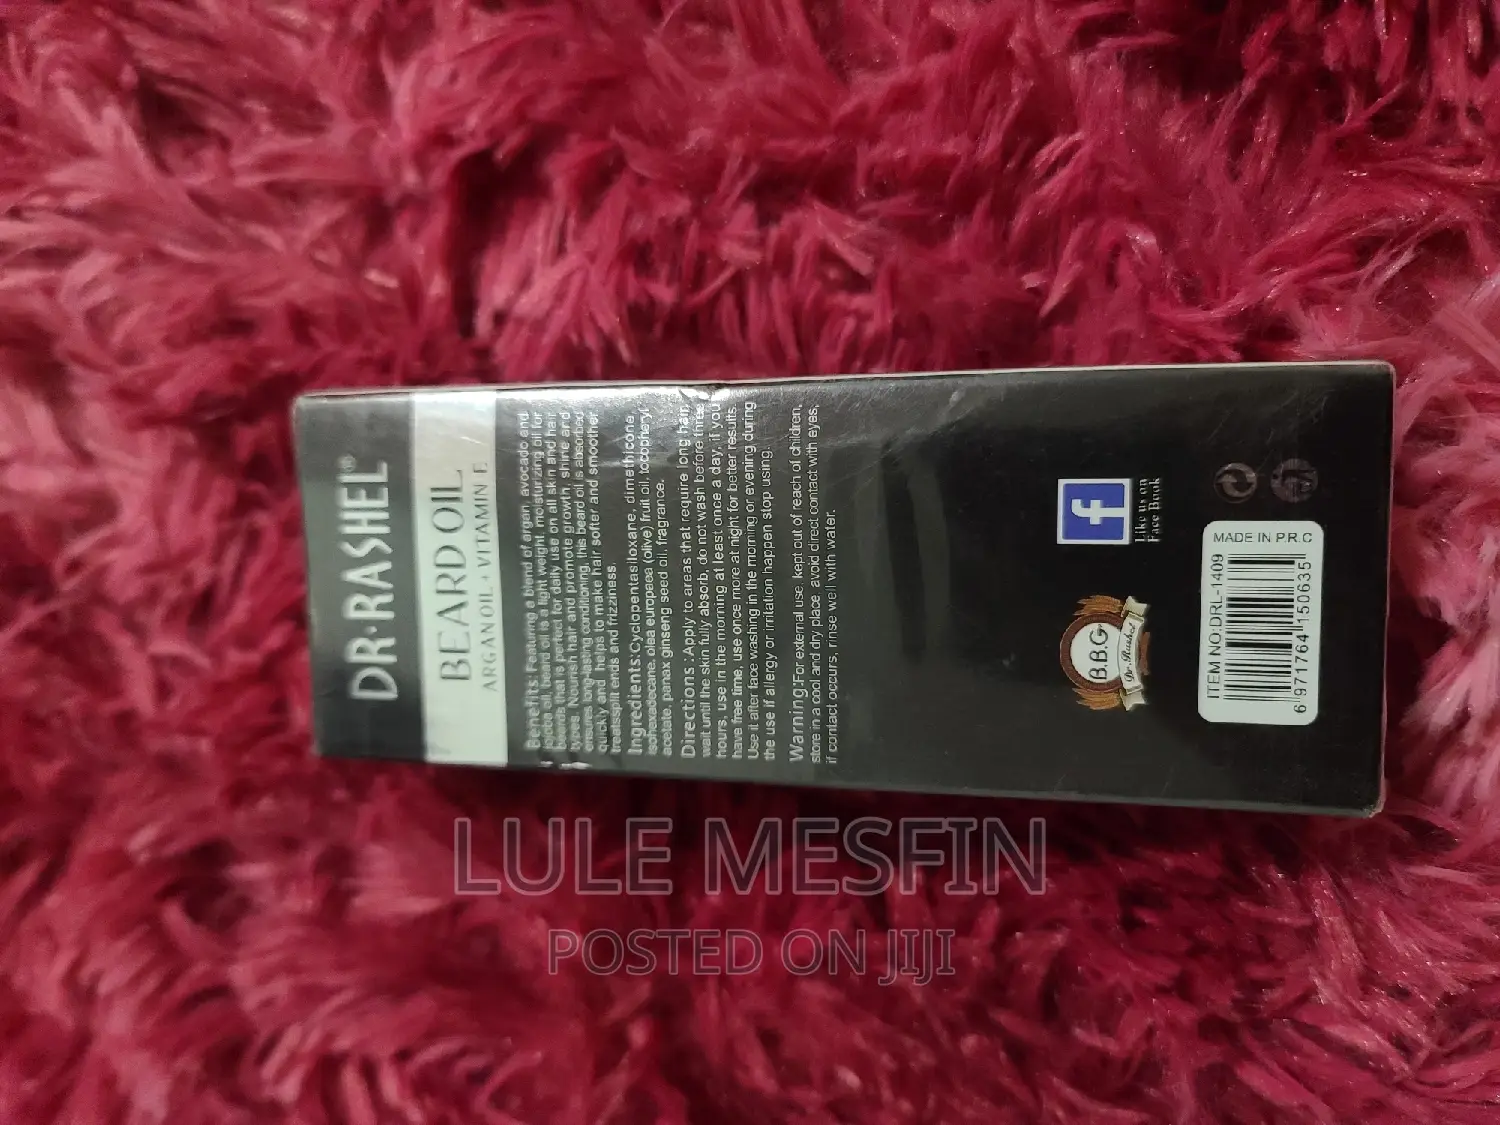 DR·RASHEL®
BEARD OIL
ARGAN OIL + VITAMIN E
Benefits: Featuring a blend of argan, avocado and
jojoba oil, beard oil is a light weight, moisturizing oil for
beards that is perfect for daily use on all skin and hair
types. Nourish hair and promote growth, shine and
ensure long-lasting conditioning, this beard oil is absorbed
quickly and helps to make hair softer and smoother,
treatssplit ends and frizziness.
Ingredients:Cyclopentasiloxane, dimethicone,
isohexadecane, olea europaea (olive) fruit oil, tocopheryl
acetate, panax ginseng seed oil, fragrance.
Directions :Apply to areas that require long hair,
wait until the skin fully absorb, do not wash before three
hours, use in the morning at least once a day, if you
have free time, use once more at night for better results.
Use it after face washing in the morning or evening during
the use if allergy or irritation happen stop using.
Warning:For external use, kept out of reach of children,
store in a cool and dry place, avoid direct contact with eyes,
if contact occurs, rinse well with water.
f
Like us on
Face Book
B.B.G
Dr.Rashel
MADE IN P.R.C
ITEM NO:DRL-1409
6 971764 150635
LULE MESFIN
POSTED ON JIJI